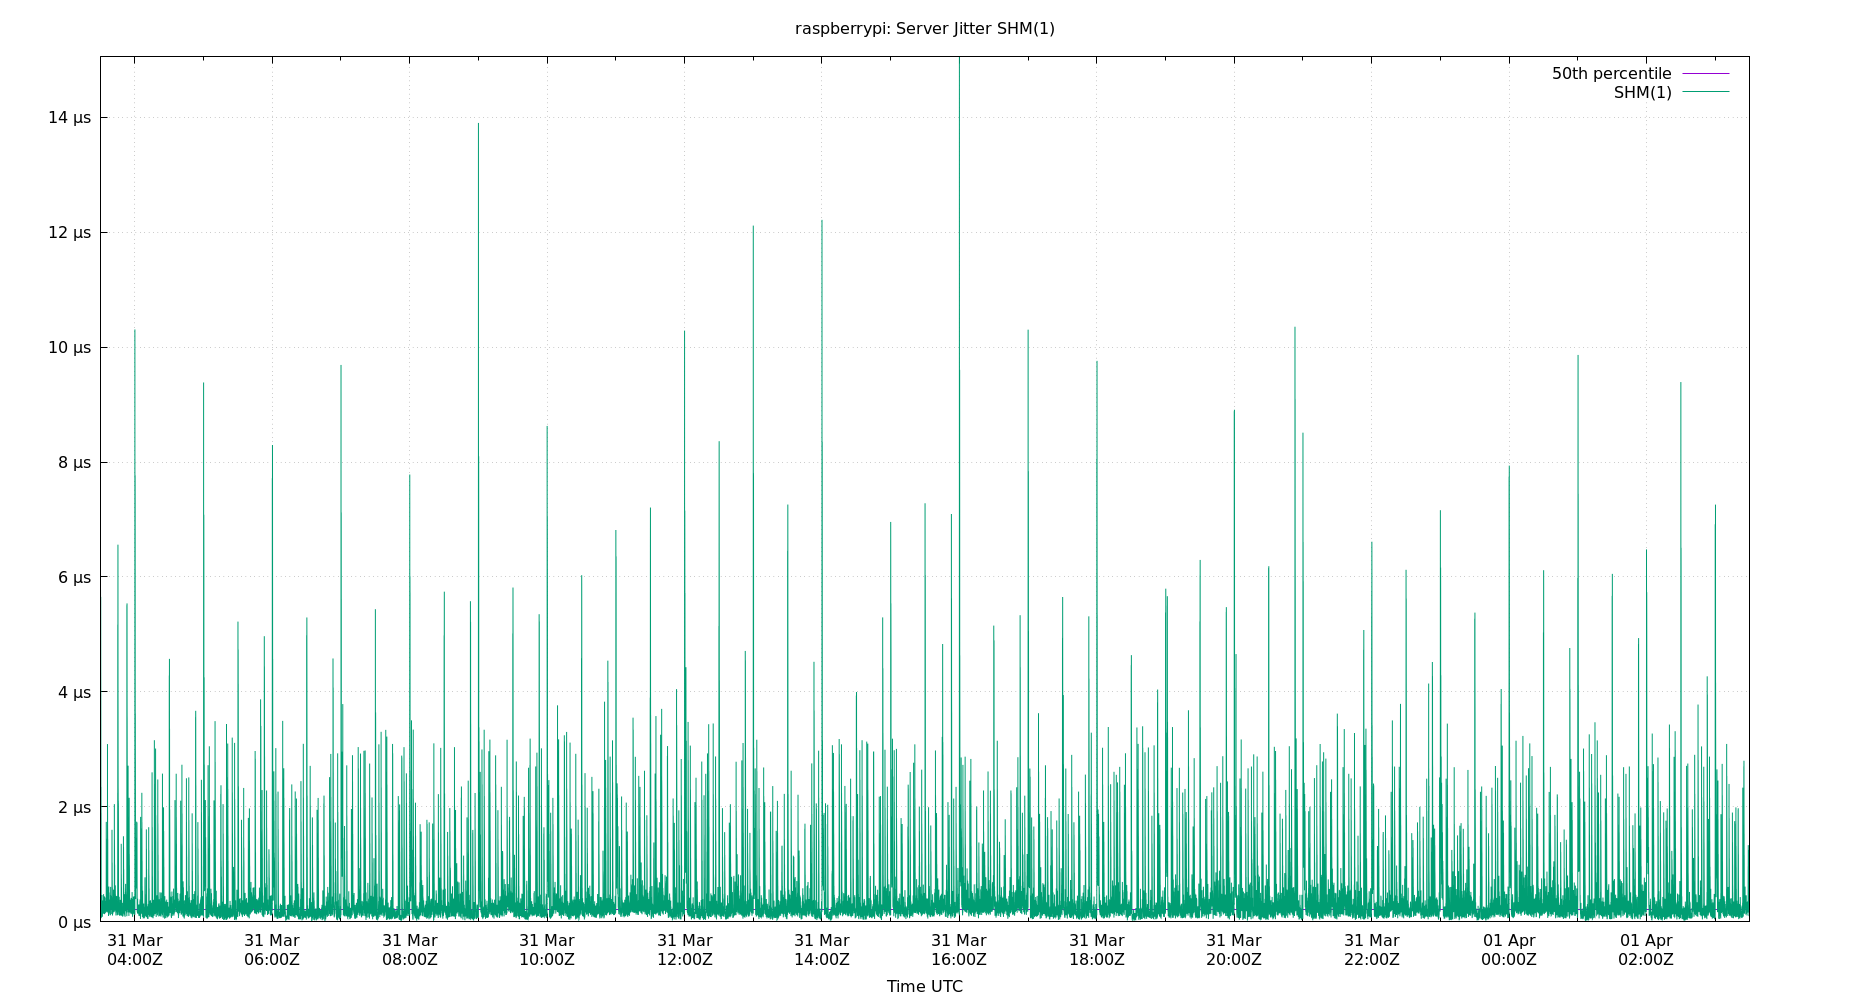 raspberrypi: Server Jitter SHM(1)
50th percentile
SHM(1)
14 µs
12 µs
10 µs
8 µs
6 µs
4 µs
2 µs
0 µs
31 Mar 31 Mar 31 Mar 31 Mar 31 Mar 31 Mar 31 Mar 31 Mar 31 Mar 31 Mar 01 Apr 01 Apr
04:00Z 06:00Z 08:00Z 10:00Z 12:00Z 14:00Z 16:00Z 18:00Z 20:00Z 22:00Z 00:00Z 02:00Z
Time UTC